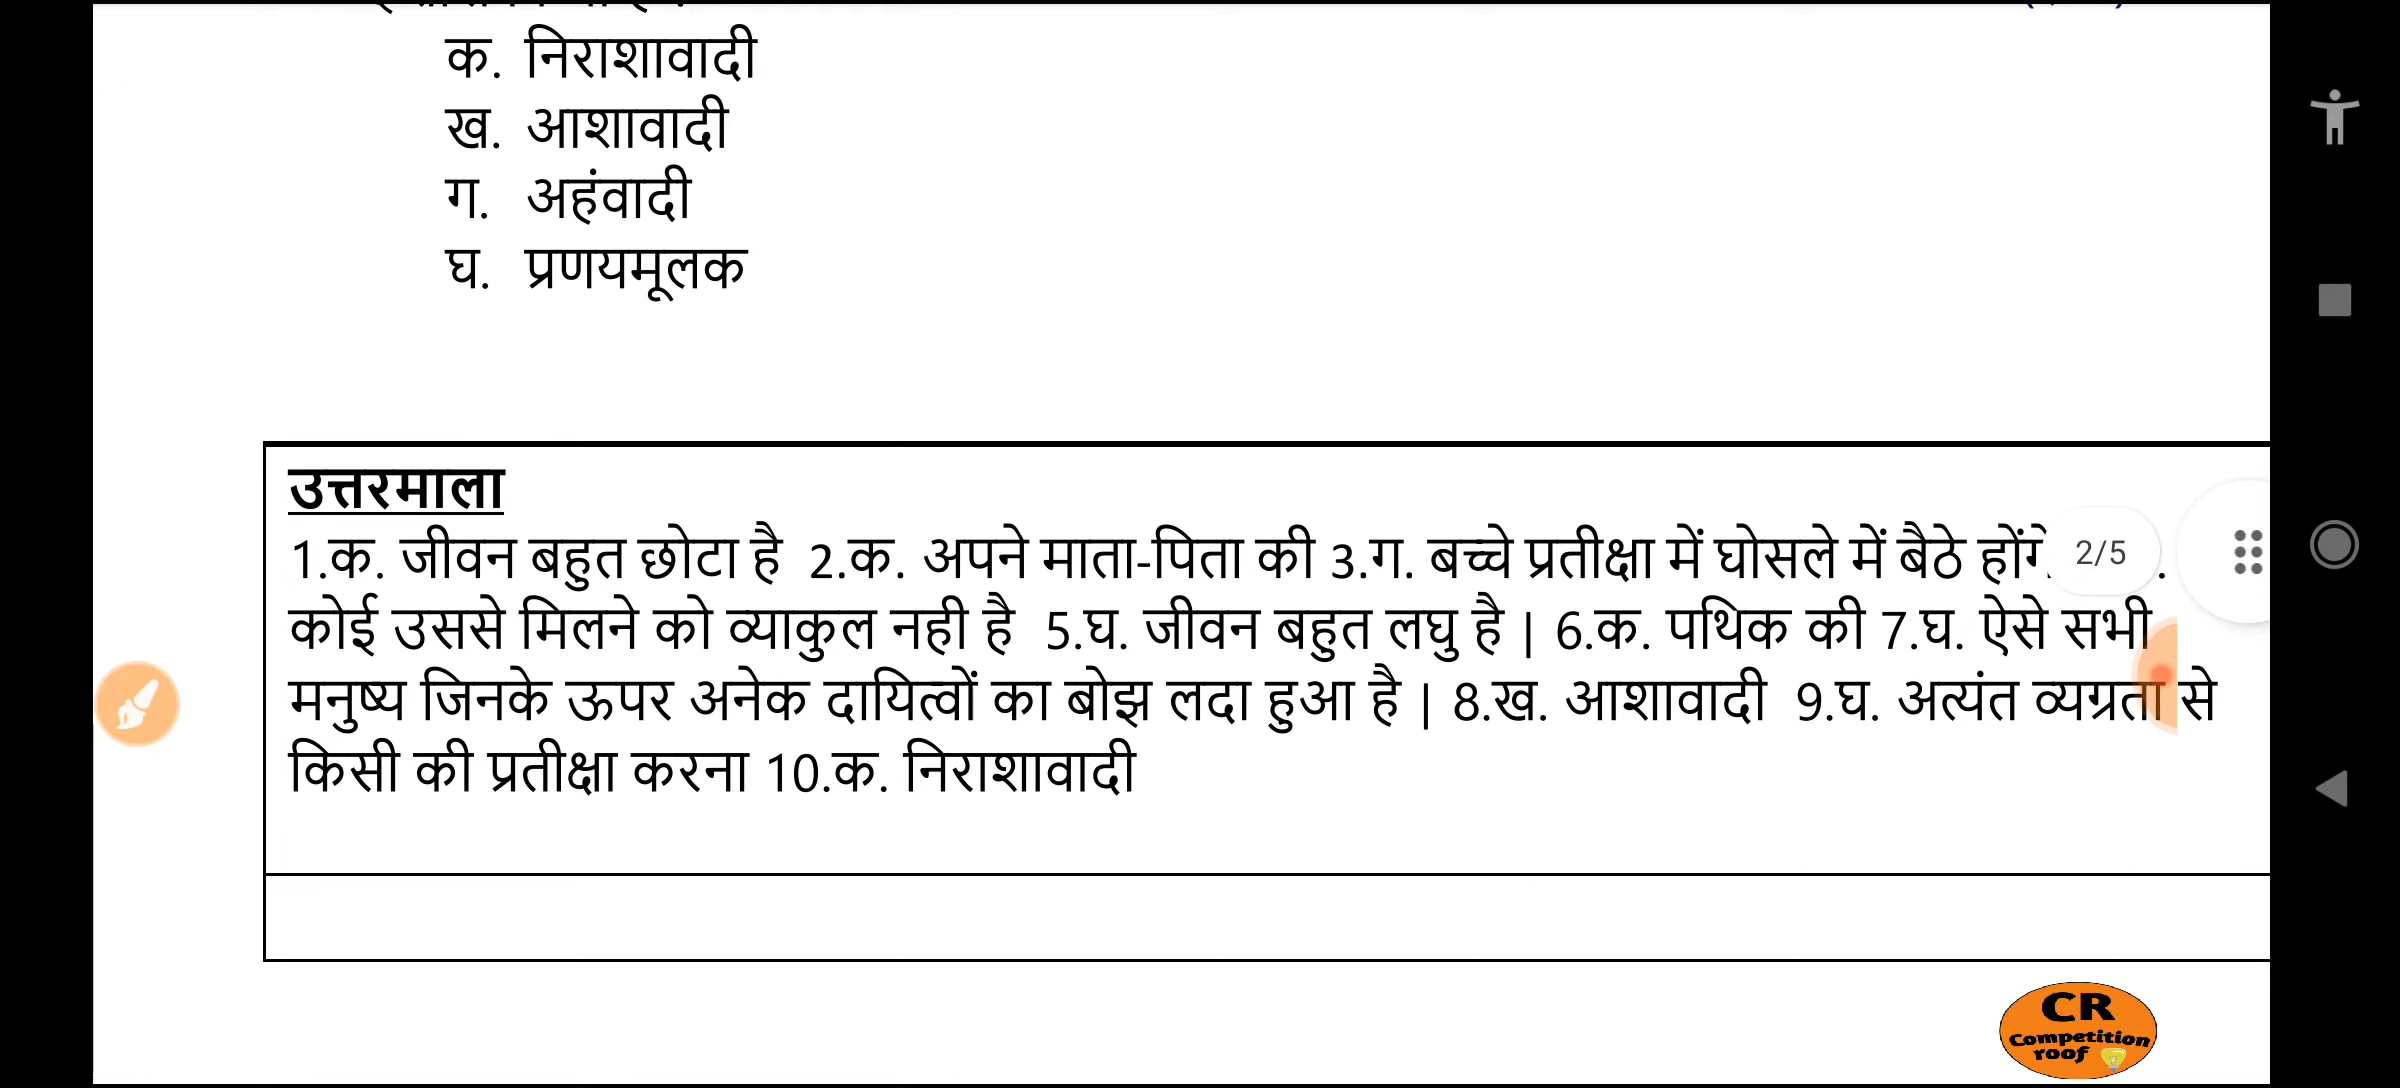 क. निराशावादी
ख. आशावादी
ग. अहंवादी
घ. प्रणयमूलक
उत्तरमाला
1.क. जीवन बहुत छोटा है 2.क. अपने माता-पिता की 3.ग. बच्चे प्रतीक्षा में घोसले में बैठे होंगे
2/5
कोई उससे मिलने को व्याकुल नही है 5.घ. जीवन बहुत लघु है | 6.क. पथिक की 7.घ. ऐसे सभी
मनुष्य जिनके ऊपर अनेक दायित्वों का बोझ लदा हुआ है | 8.ख. आशावादी 9.घ. अत्यंत व्यग्रता से
किसी की प्रतीक्षा करना 10.क. निराशावादी
CR
Competition
roof